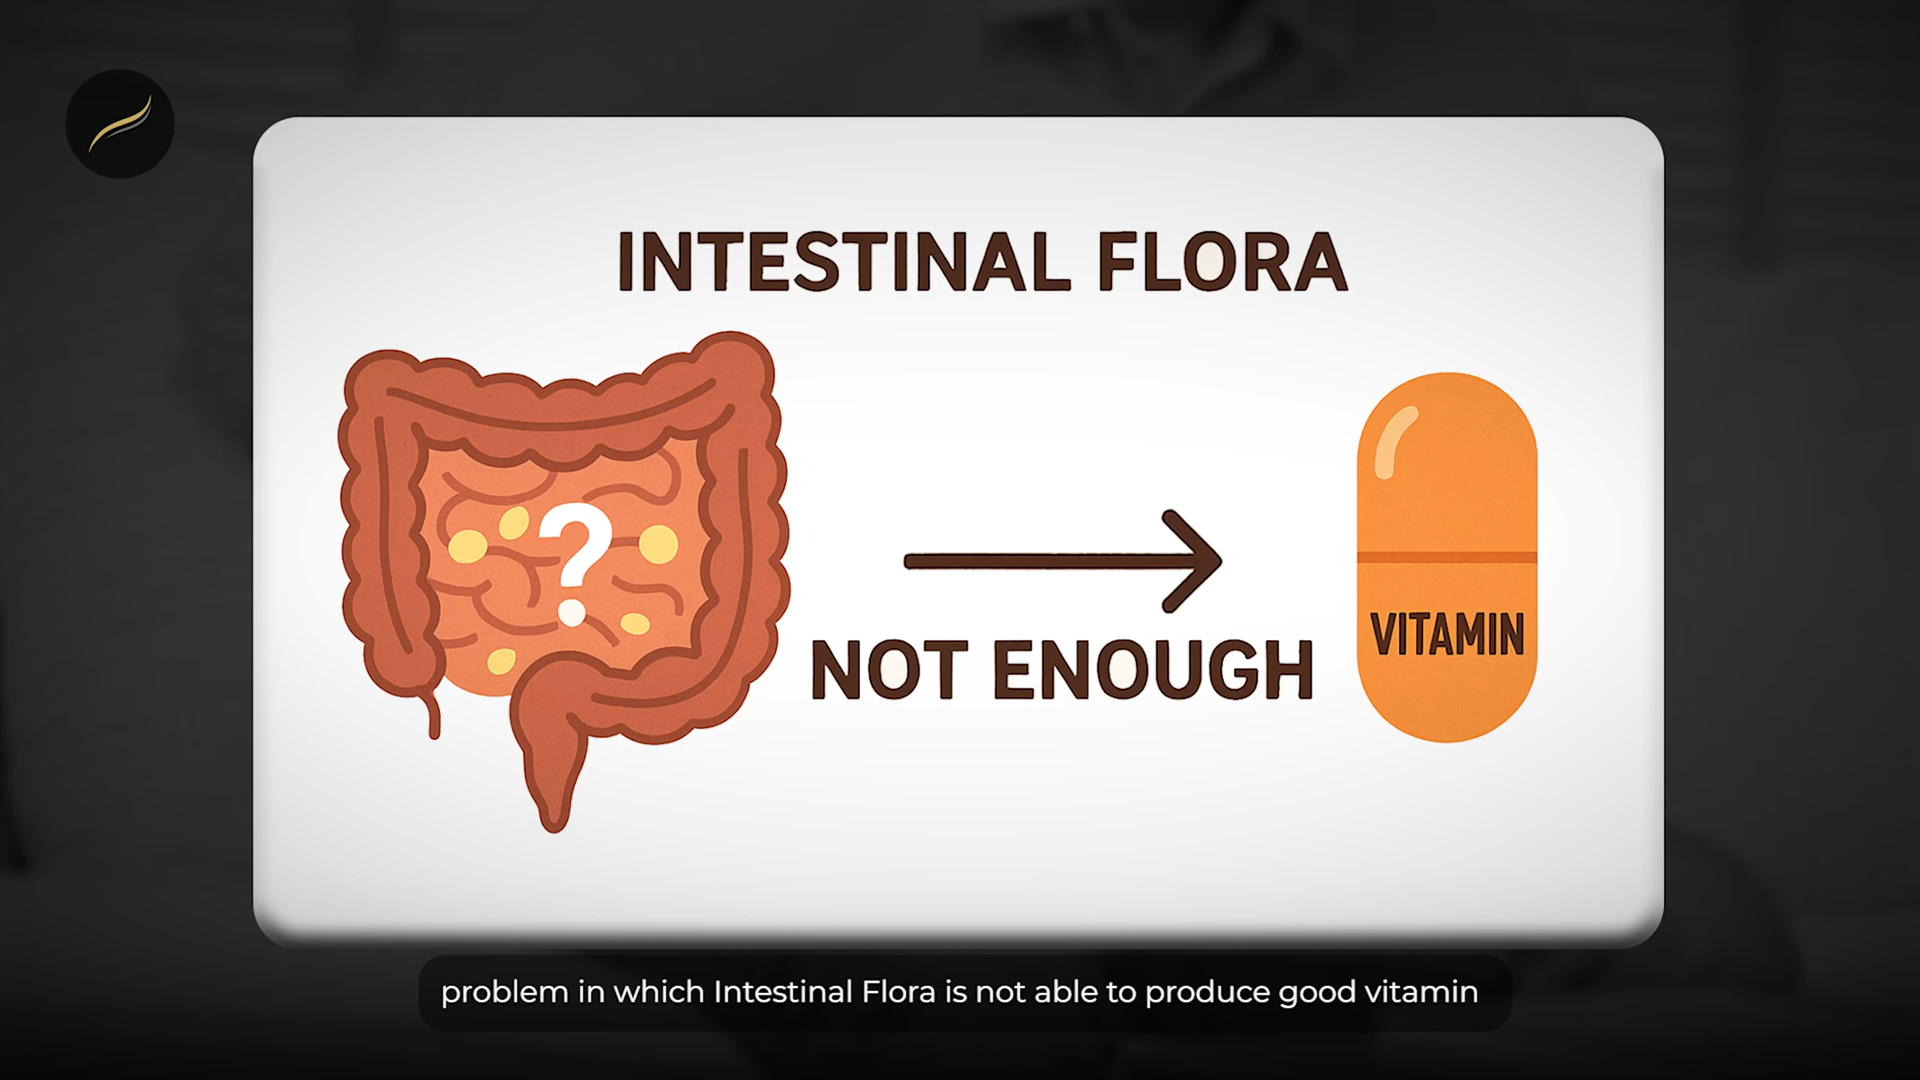 INTESTINAL FLORA
?
NOT ENOUGH
VITAMIN
problem in which Intestinal Flora is not able to produce good vitamin